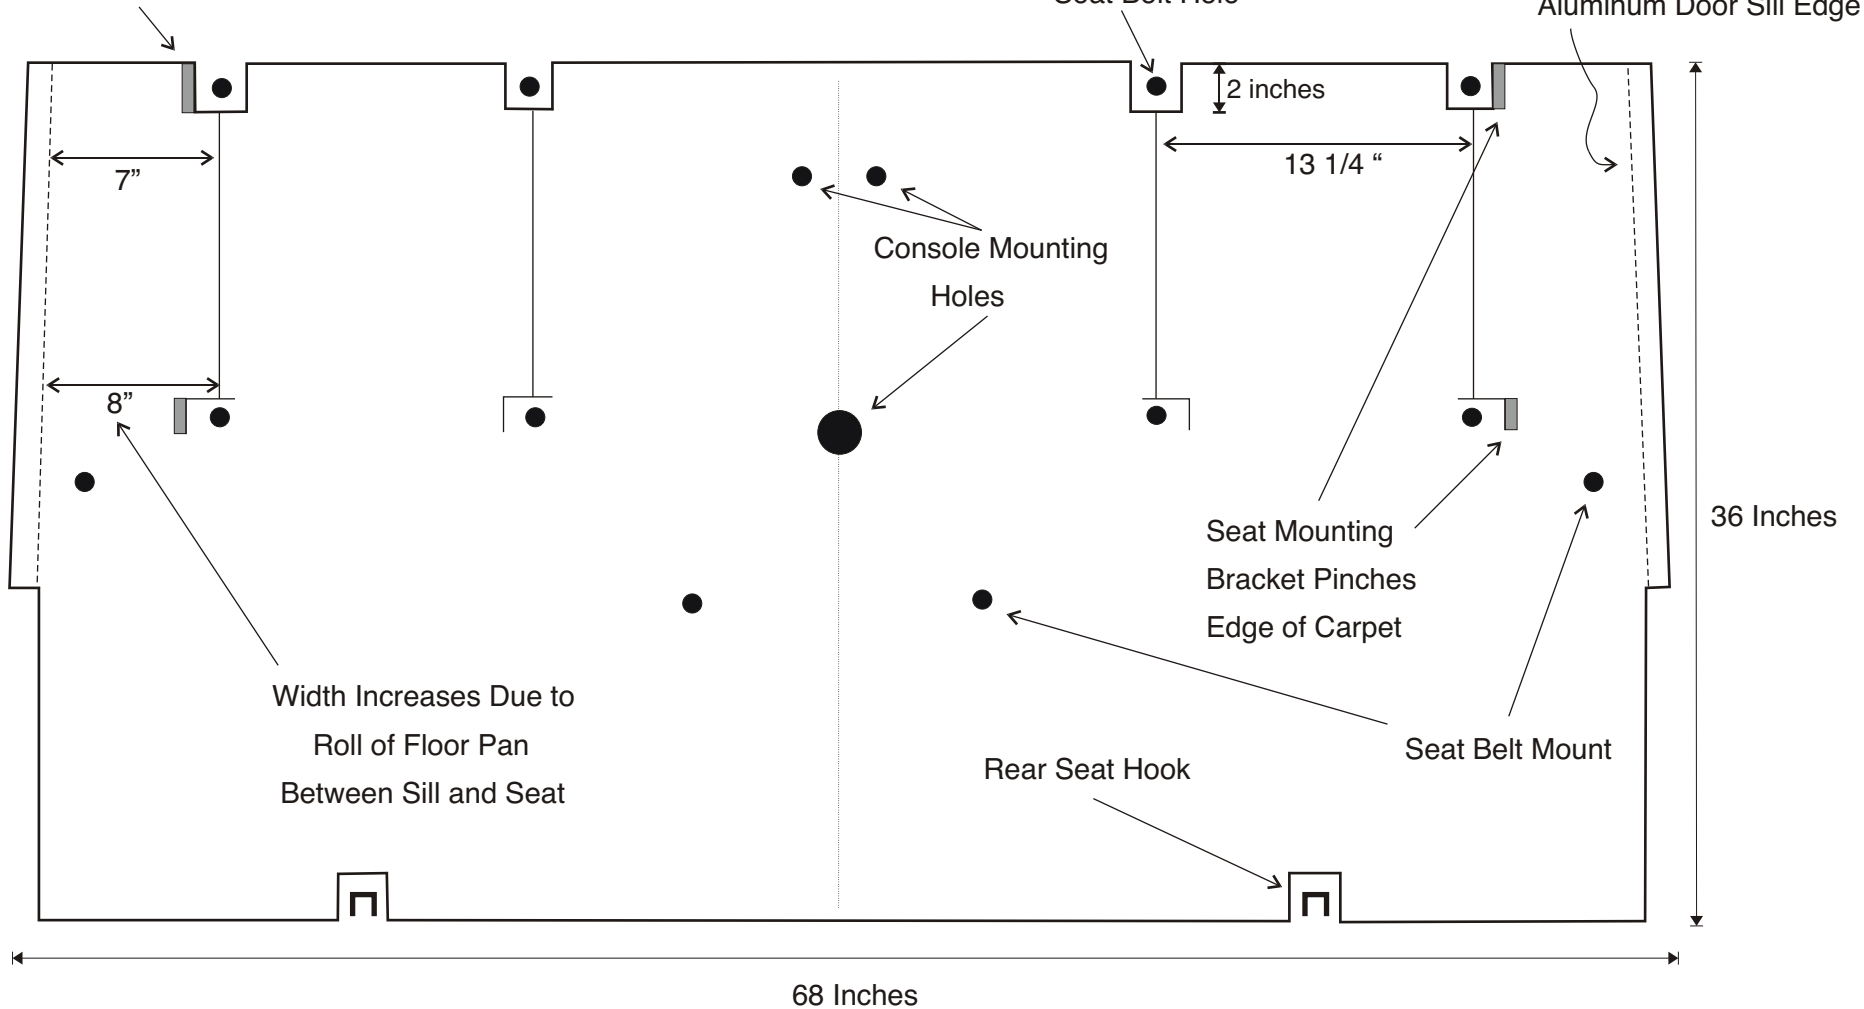 Seat Belt Hole
Aluminum Door Sill Edge
2 inches
13 1/4 “
7”
Console Mounting
Holes
8”
36 Inches
Seat Mounting
Bracket Pinches
Edge of Carpet
Width Increases Due to
Roll of Floor Pan
Between Sill and Seat
Seat Belt Mount
Rear Seat Hook
68 Inches